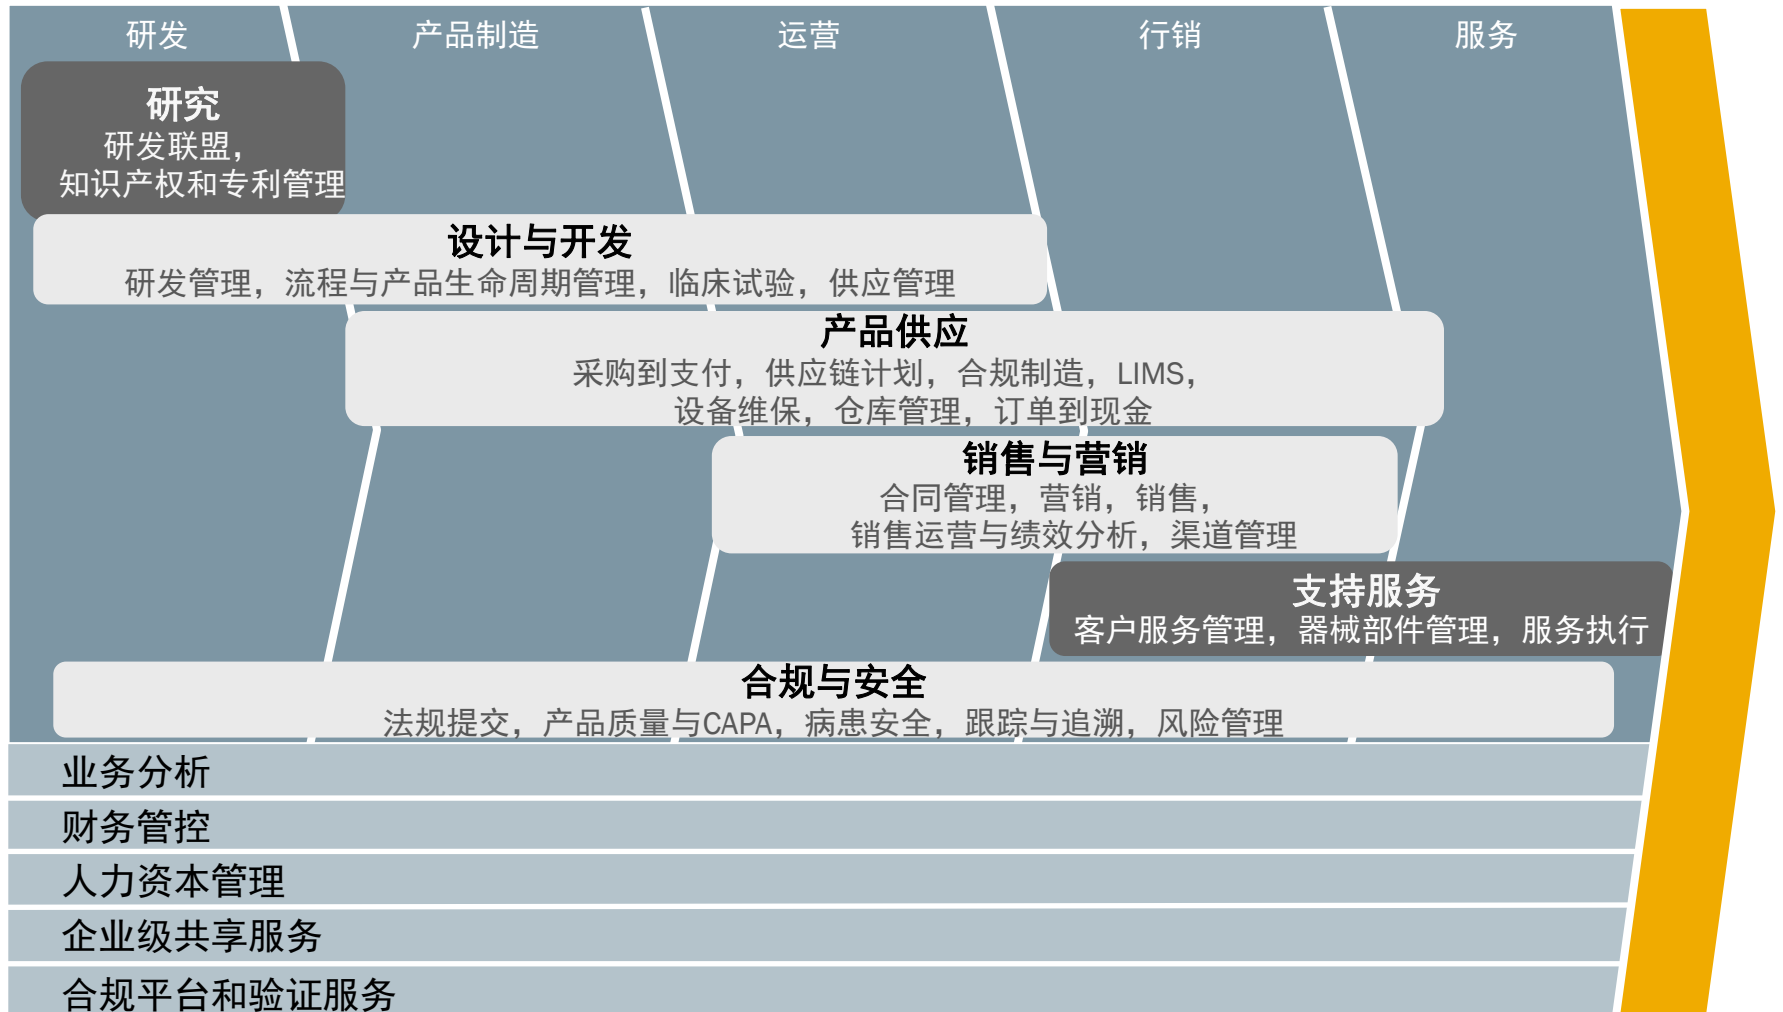 研发
产品制造
运营
行销
服务
研究
研发联盟，
知识产权和专利管理
设计与开发
研发管理，流程与产品生命周期管理，临床试验，供应管理
产品供应
采购到支付，供应链计划，合规制造，LIMS，
设备维保，仓库管理，订单到现金
销售与营销
合同管理，营销，销售，
销售运营与绩效分析，渠道管理
支持服务
客户服务管理，器械部件管理，服务执行
合规与安全
法规提交，产品质量与CAPA，病患安全，跟踪与追溯，风险管理
业务分析
财务管控
人力资本管理
企业级共享服务
合规平台和验证服务